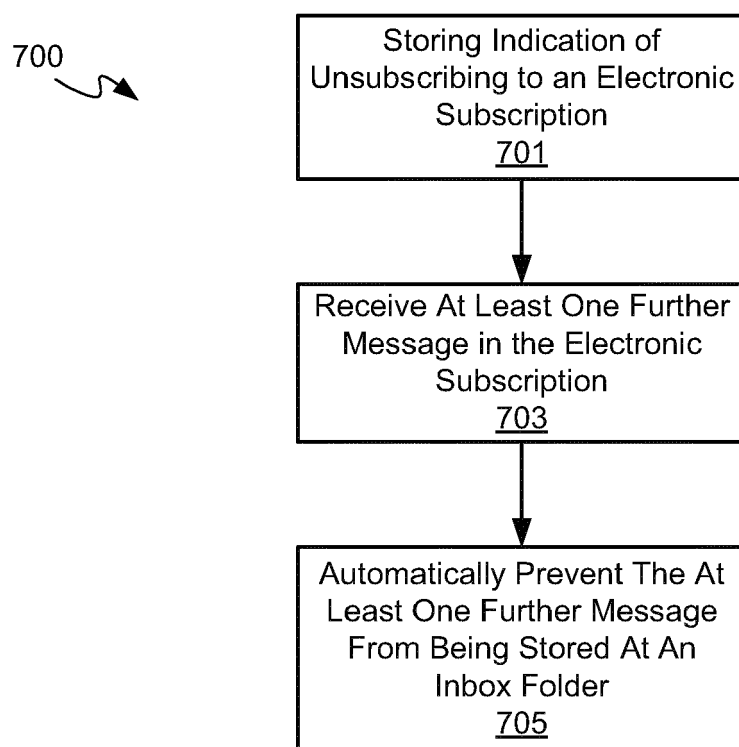 700
Storing Indication of
Unsubscribing to an Electronic
Subscription
701
Receive At Least One Further
Message in the Electronic
Subscription
703
Automatically Prevent The At
Least One Further Message
From Being Stored At An
Inbox Folder
705